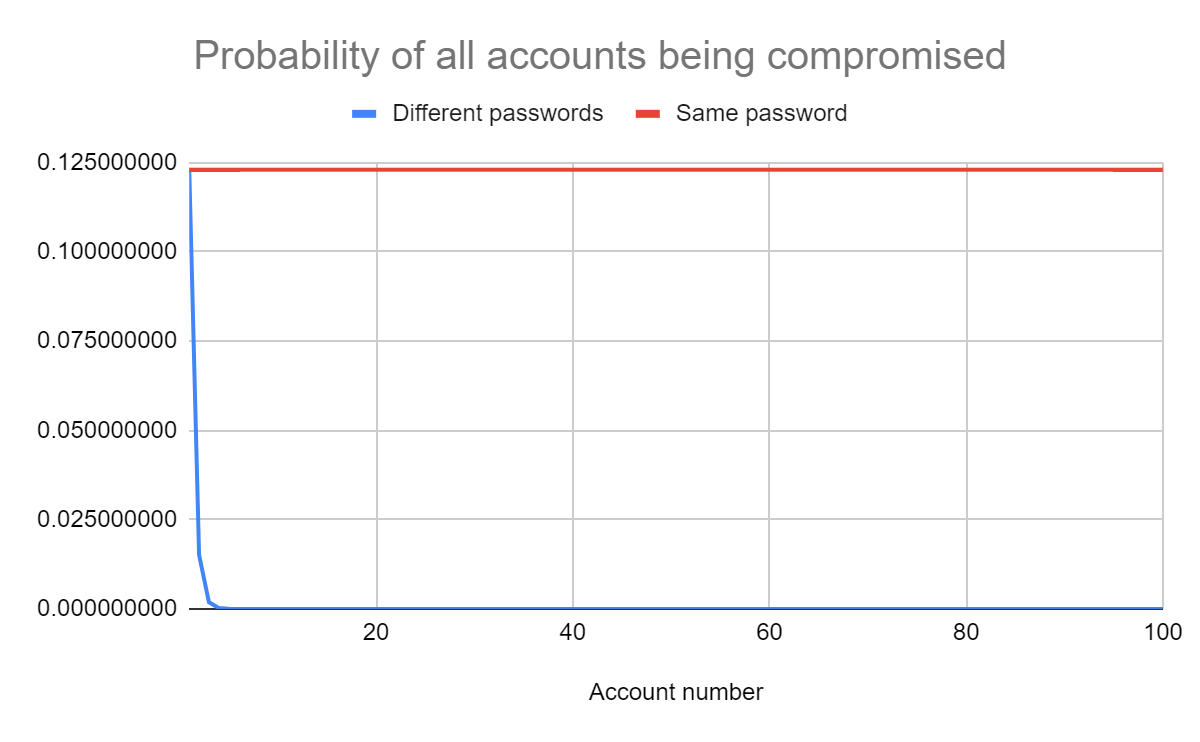 Probability of all accounts being compromised
Different passwords Same password
0.125000000
0.100000000
0.075000000
0.050000000
0.025000000
0.000000000
20 40 60 80 100
Account number